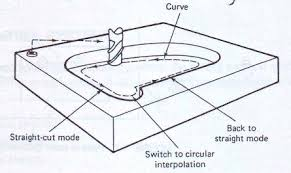 Curve
Straight-cut mode
Back to
straight mode
Switch to circular
interpolation